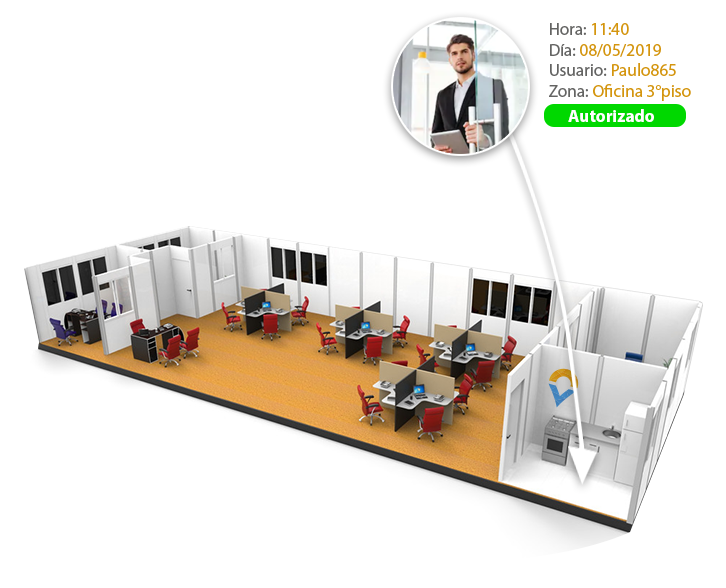 Hora: 11:40
Día: 08/05/2019
Usuario: Paulo865
Zona: Oficina 3°piso
Autorizado